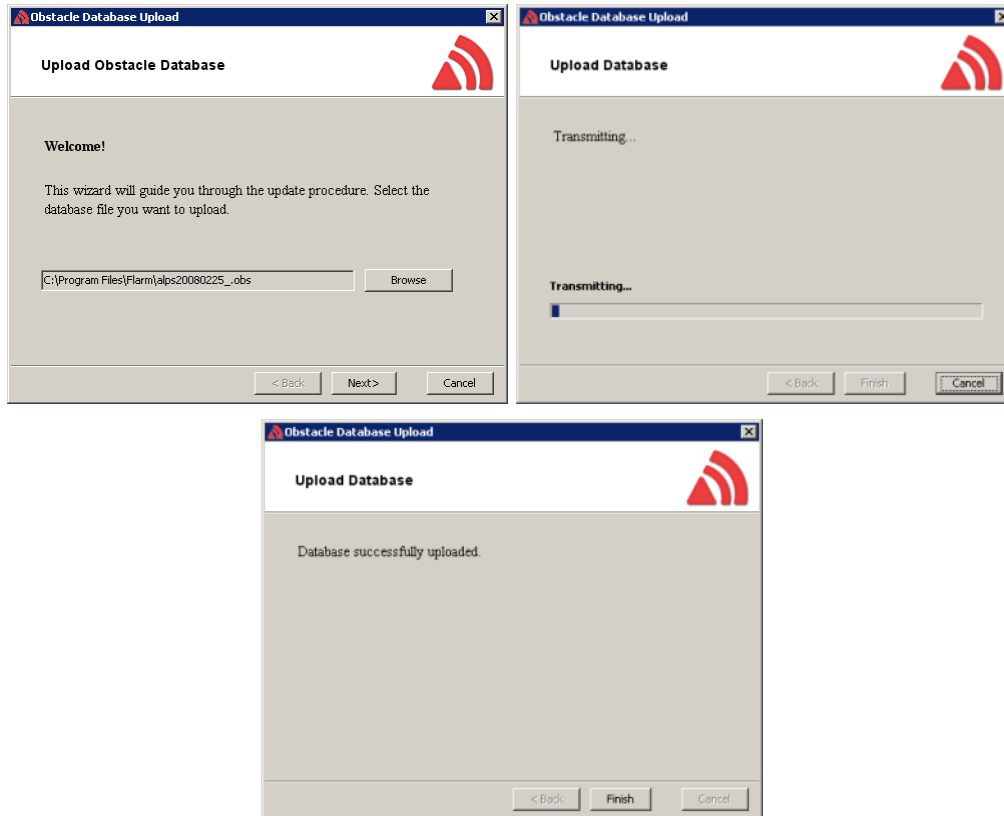 Obstacle Database Upload
Upload Obstacle Database
Welcome!
This wizard will guide you through the update procedure. Select the
database file you want to upload.
C:\Program Files\Flarm\alps20080225_.obs
Browse
< Back
Next>
Cancel
Obstacle Database Upload
Upload Database
Transmitting...
Transmitting...
< Back
Finish
Cancel
Obstacle Database Upload
Upload Database
Database successfully uploaded.
< Back
Finish
Cancel